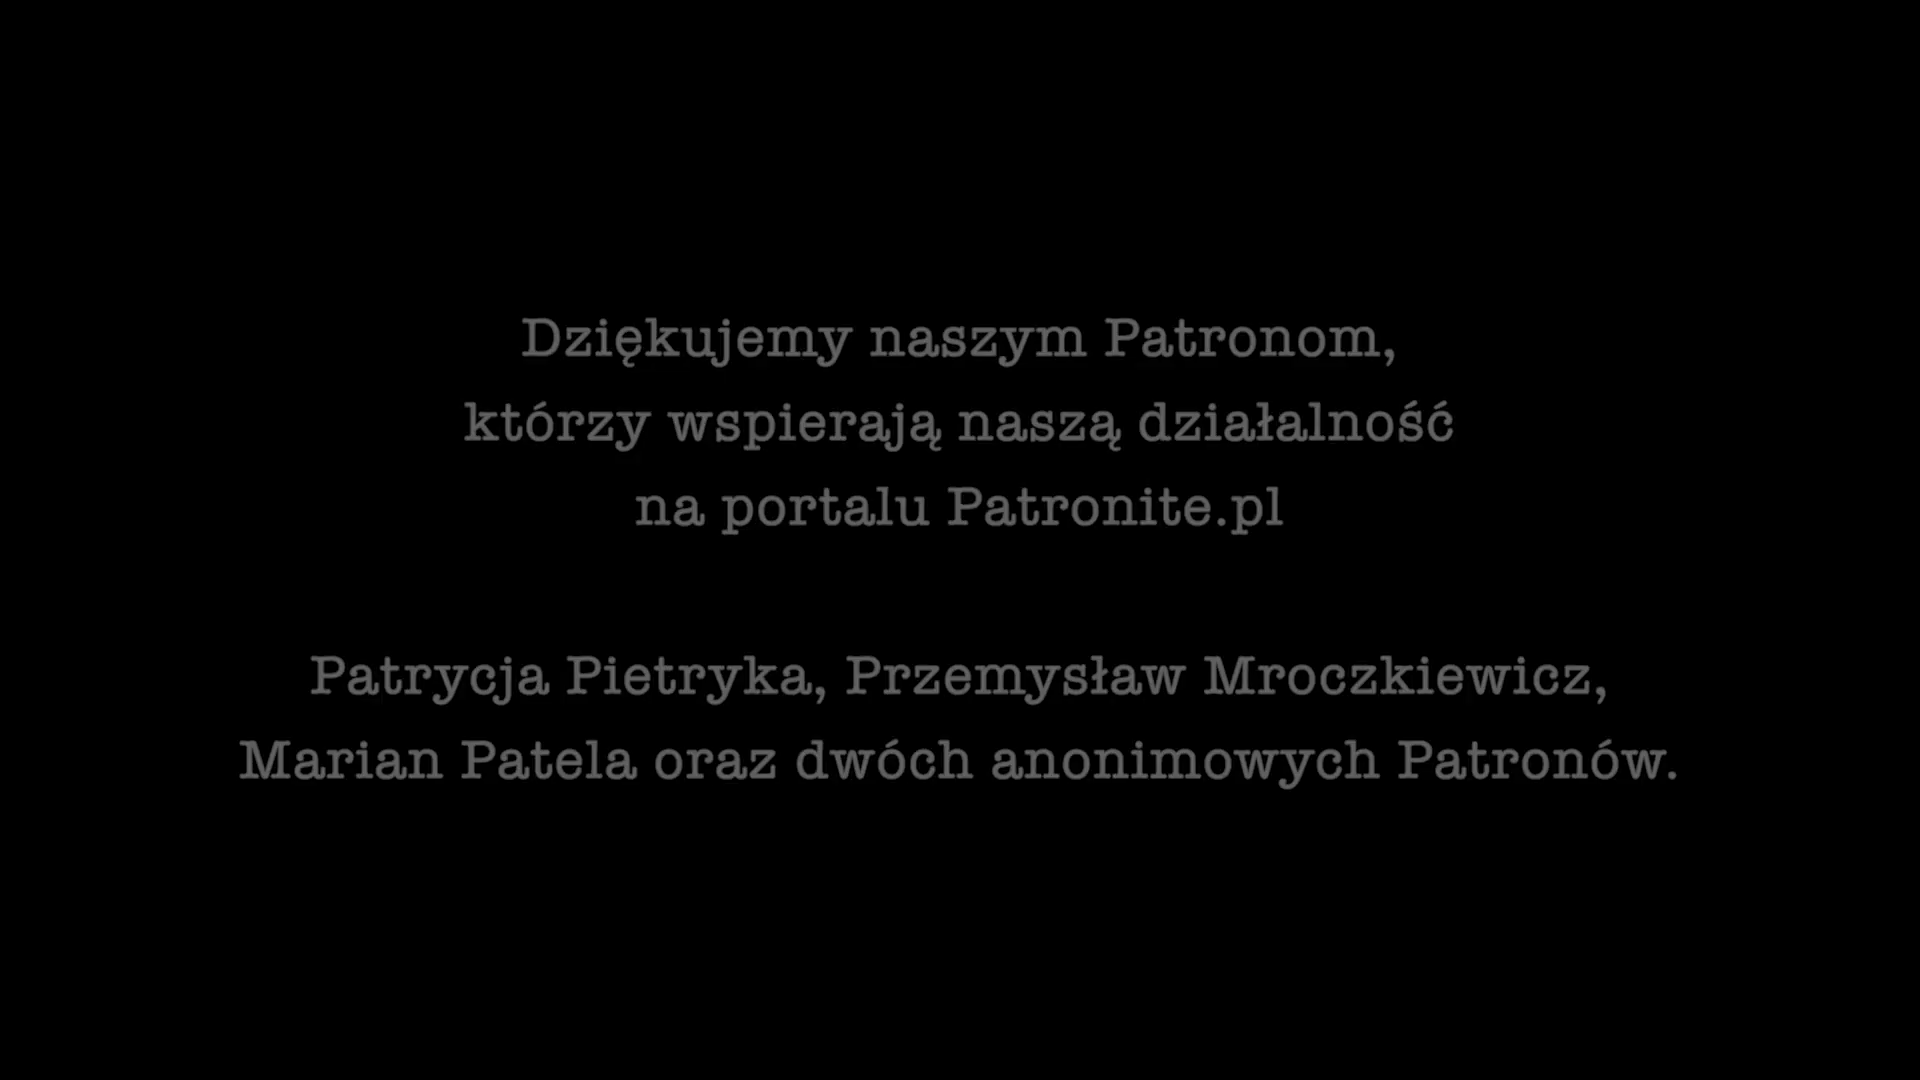 Dziękujemy naszym Patronom,
którzy wspierają naszą działalność
na portalu Patronite.pl
Patrycja Pietryka, Przemysław Mroczkiewicz,
Marian Patela oraz dwóch anonimowych Patronów.